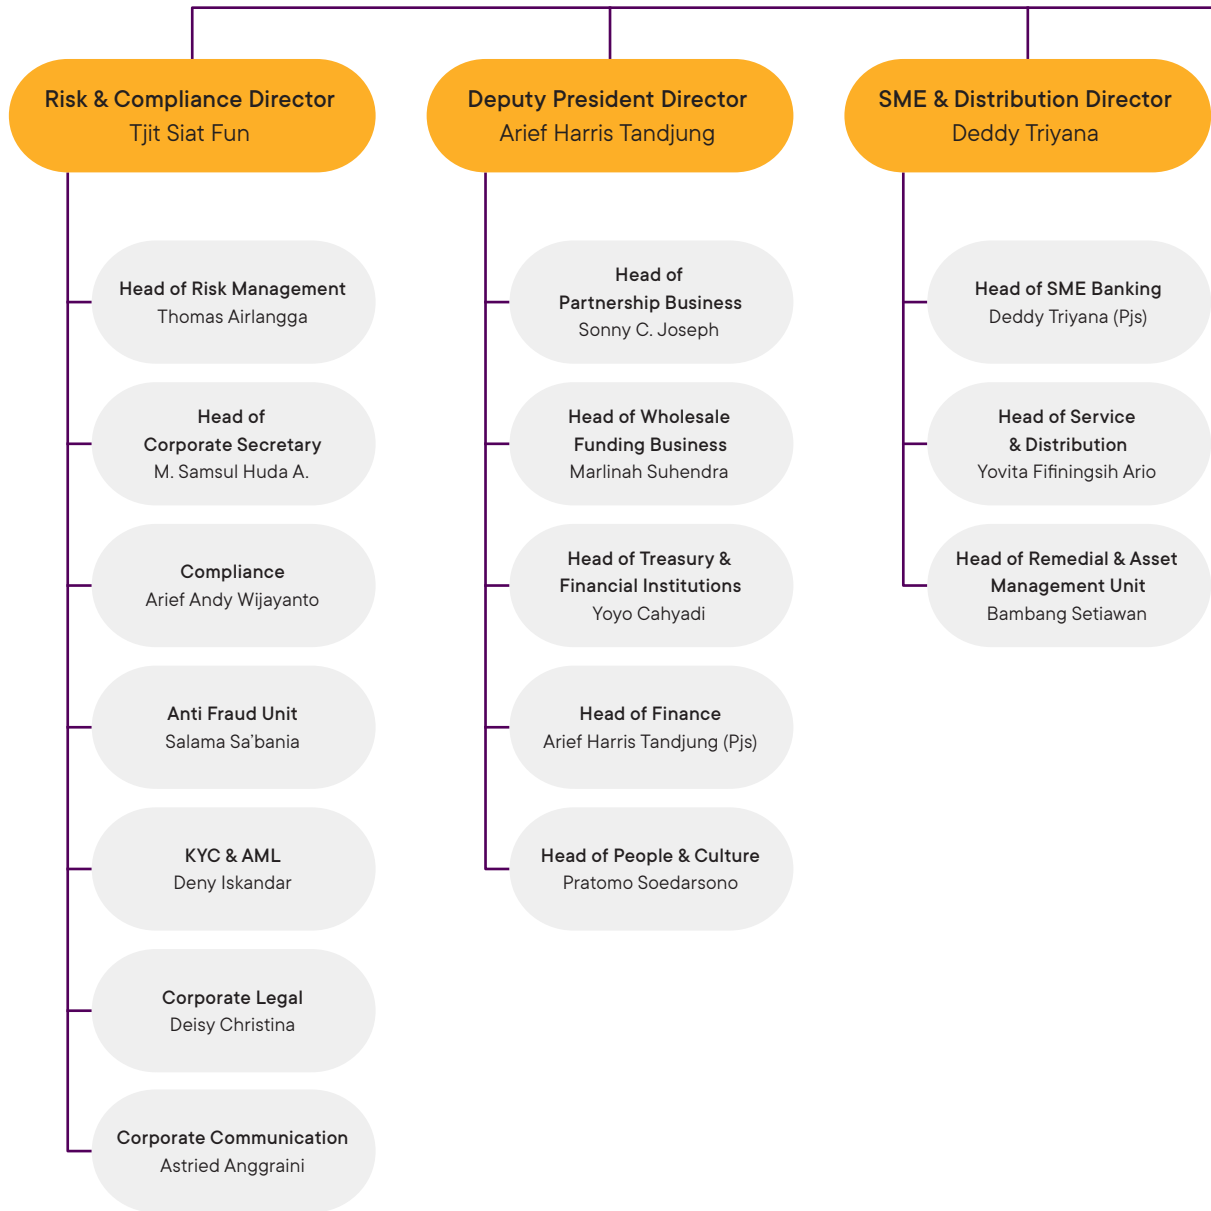 Risk & Compliance Director
Tjit Siat Fun
Head of Risk Management
Thomas Airlangga
Head of
Corporate Secretary
M. Samsul Huda A.
Compliance
Arief Andy Wijayanto
Anti Fraud Unit
Salama Sa'bania
KYC & AML
Deny Iskandar
Corporate Legal
Deisy Christina
Corporate Communication
Astried Anggraini
Deputy President Director
Arief Harris Tandjung
Head of
Partnership Business
Sonny C. Joseph
Head of Wholesale
Funding Business
Marlinah Suhendra
Head of Treasury &
Financial Institutions
Yoyo Cahyadi
Head of Finance
Arief Harris Tandjung (Pjs)
Head of People & Culture
Pratomo Soedarsono
SME & Distribution Director
Deddy Triyana
Head of SME Banking
Deddy Triyana (Pjs)
Head of Service
& Distribution
Yovita Fifiningsih Ario
Head of Remedial & Asset
Management Unit
Bambang Setiawan